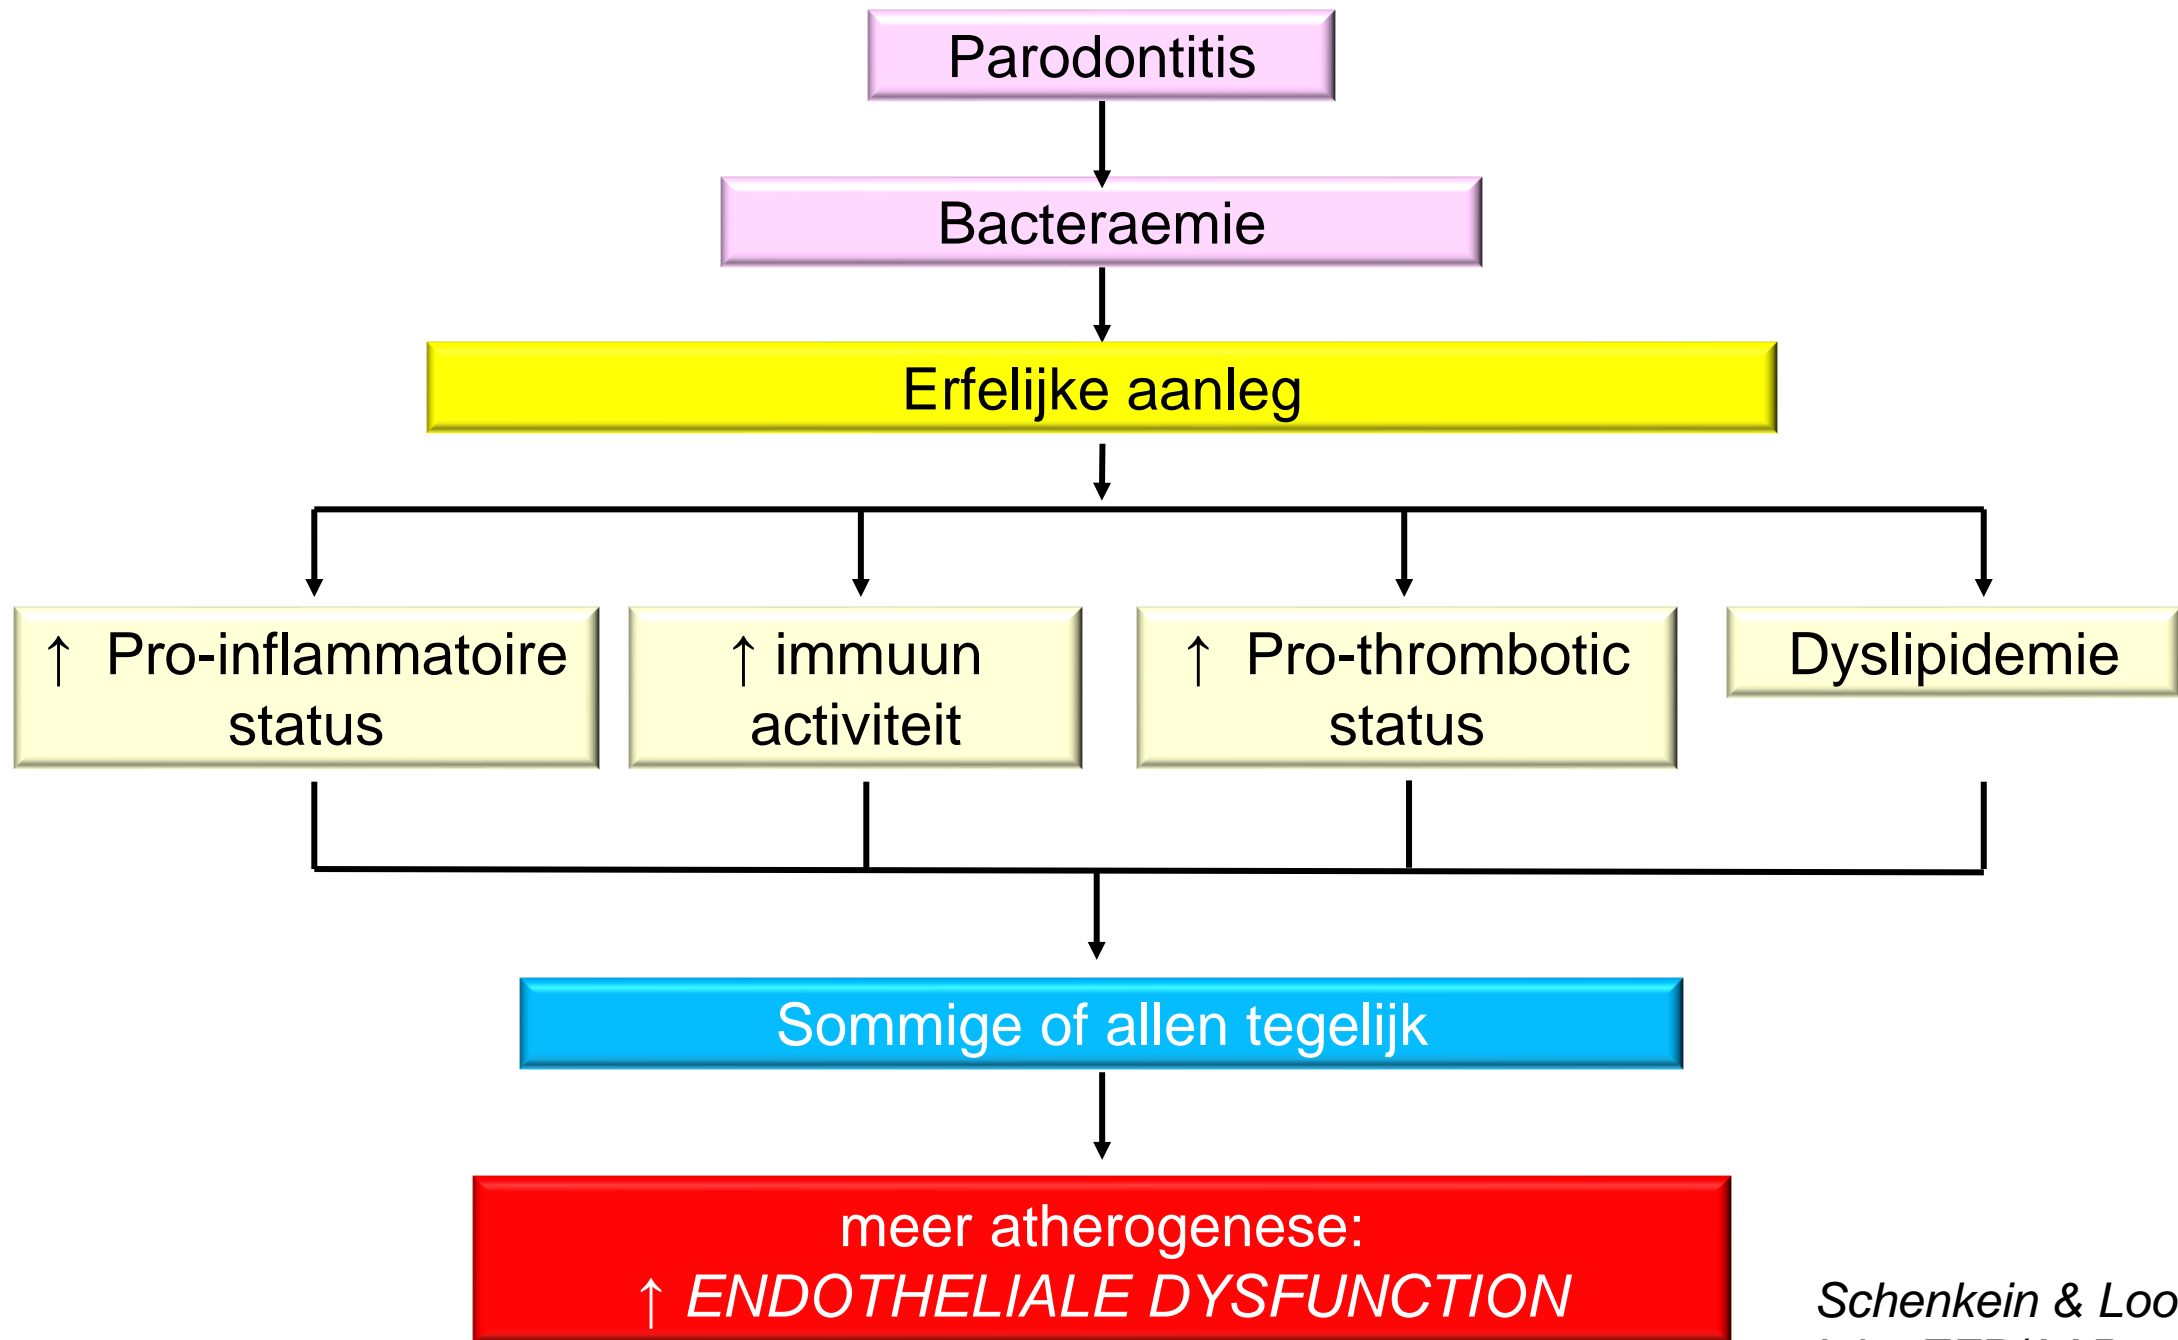 Parodontitis
Bacteraemie
Erfelijke aanleg
↑ Pro-inflammatoire
status
↑ immuun
activiteit
↑ Pro-thrombotic
status
Dyslipidemie
Sommige of allen tegelijk
meer atherogenese:
↑ ENDOTHELIALE DYSFUNCTION
Schenkein & Loo